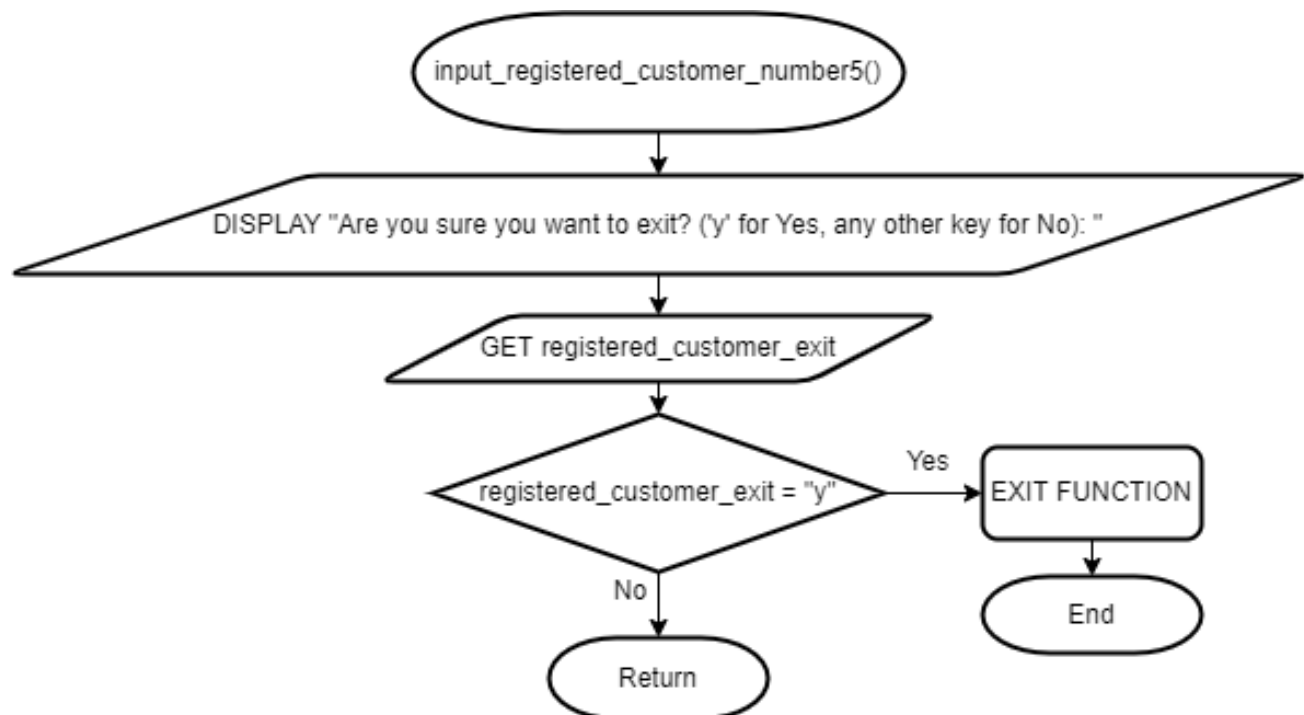 input_registered_customer_number5()
DISPLAY "Are you sure you want to exit? ('y' for Yes, any other key for No): "
GET registered_customer_exit
registered_customer_exit = "y"
Yes
EXIT FUNCTION
End
No
Return